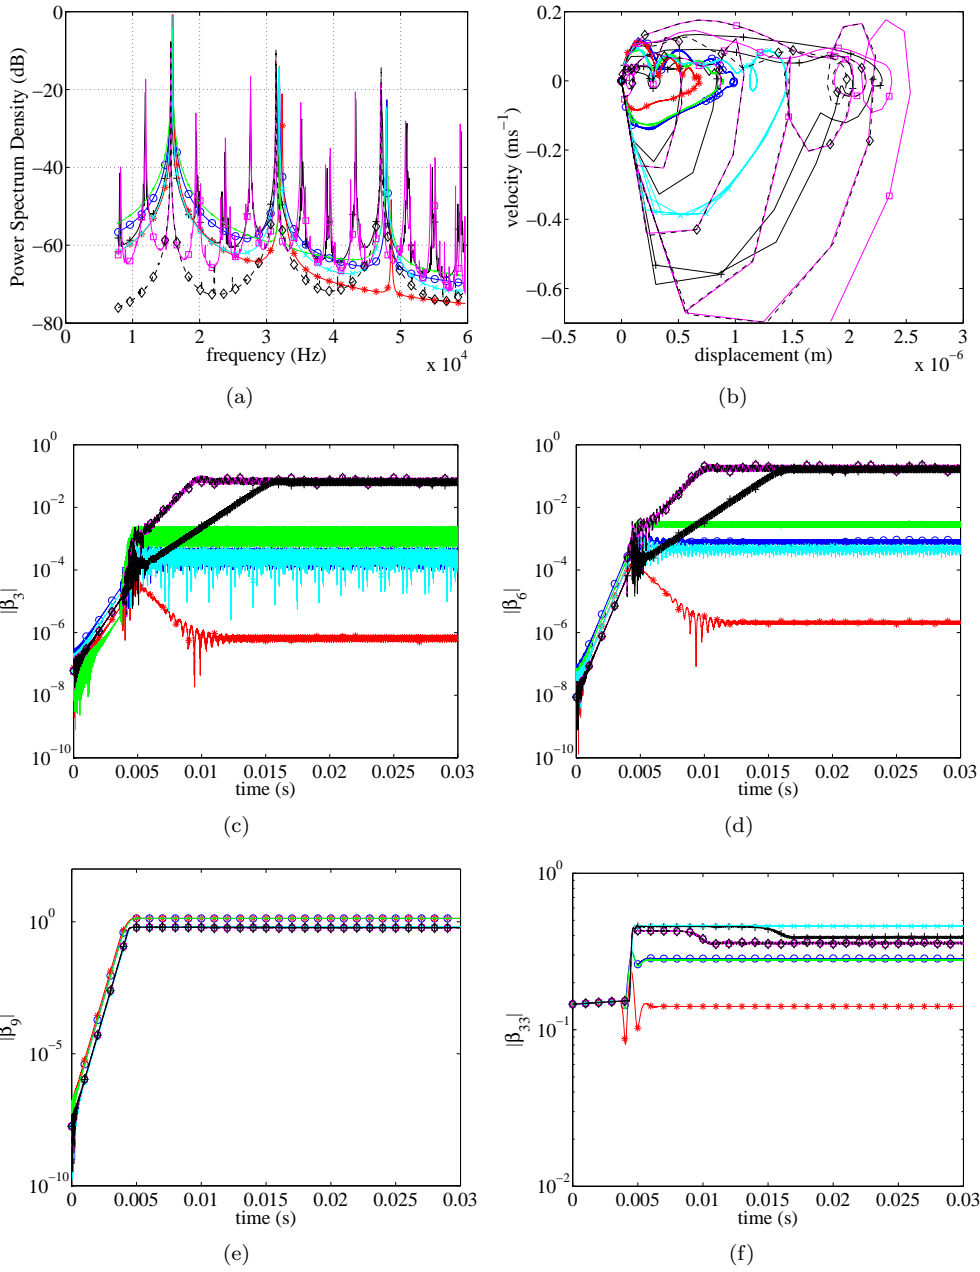 0
−20
−40
−60
−80
0 1 2 3 4 5 6
x 10^4
frequency (Hz)
Power Spectrum Density (dB)
(a)
0.2
0
−0.2
−0.4
−0.6
−0.5 0 0.5 1 1.5 2 2.5 3
x 10^−6
displacement (m)
velocity (ms^−1)
(b)
10^0
10^−2
10^−4
10^−6
10^−8
10^−10
0 0.005 0.01 0.015 0.02 0.025 0.03
time (s)
|β_3|
(c)
10^0
10^−2
10^−4
10^−6
10^−8
10^−10
0 0.005 0.01 0.015 0.02 0.025 0.03
time (s)
|β_6|
(d)
10^0
10^−5
10^−10
0 0.005 0.01 0.015 0.02 0.025 0.03
time (s)
|β_9|
(e)
10^0
10^−1
10^−2
0 0.005 0.01 0.015 0.02 0.025 0.03
time (s)
|β_33|
(f)